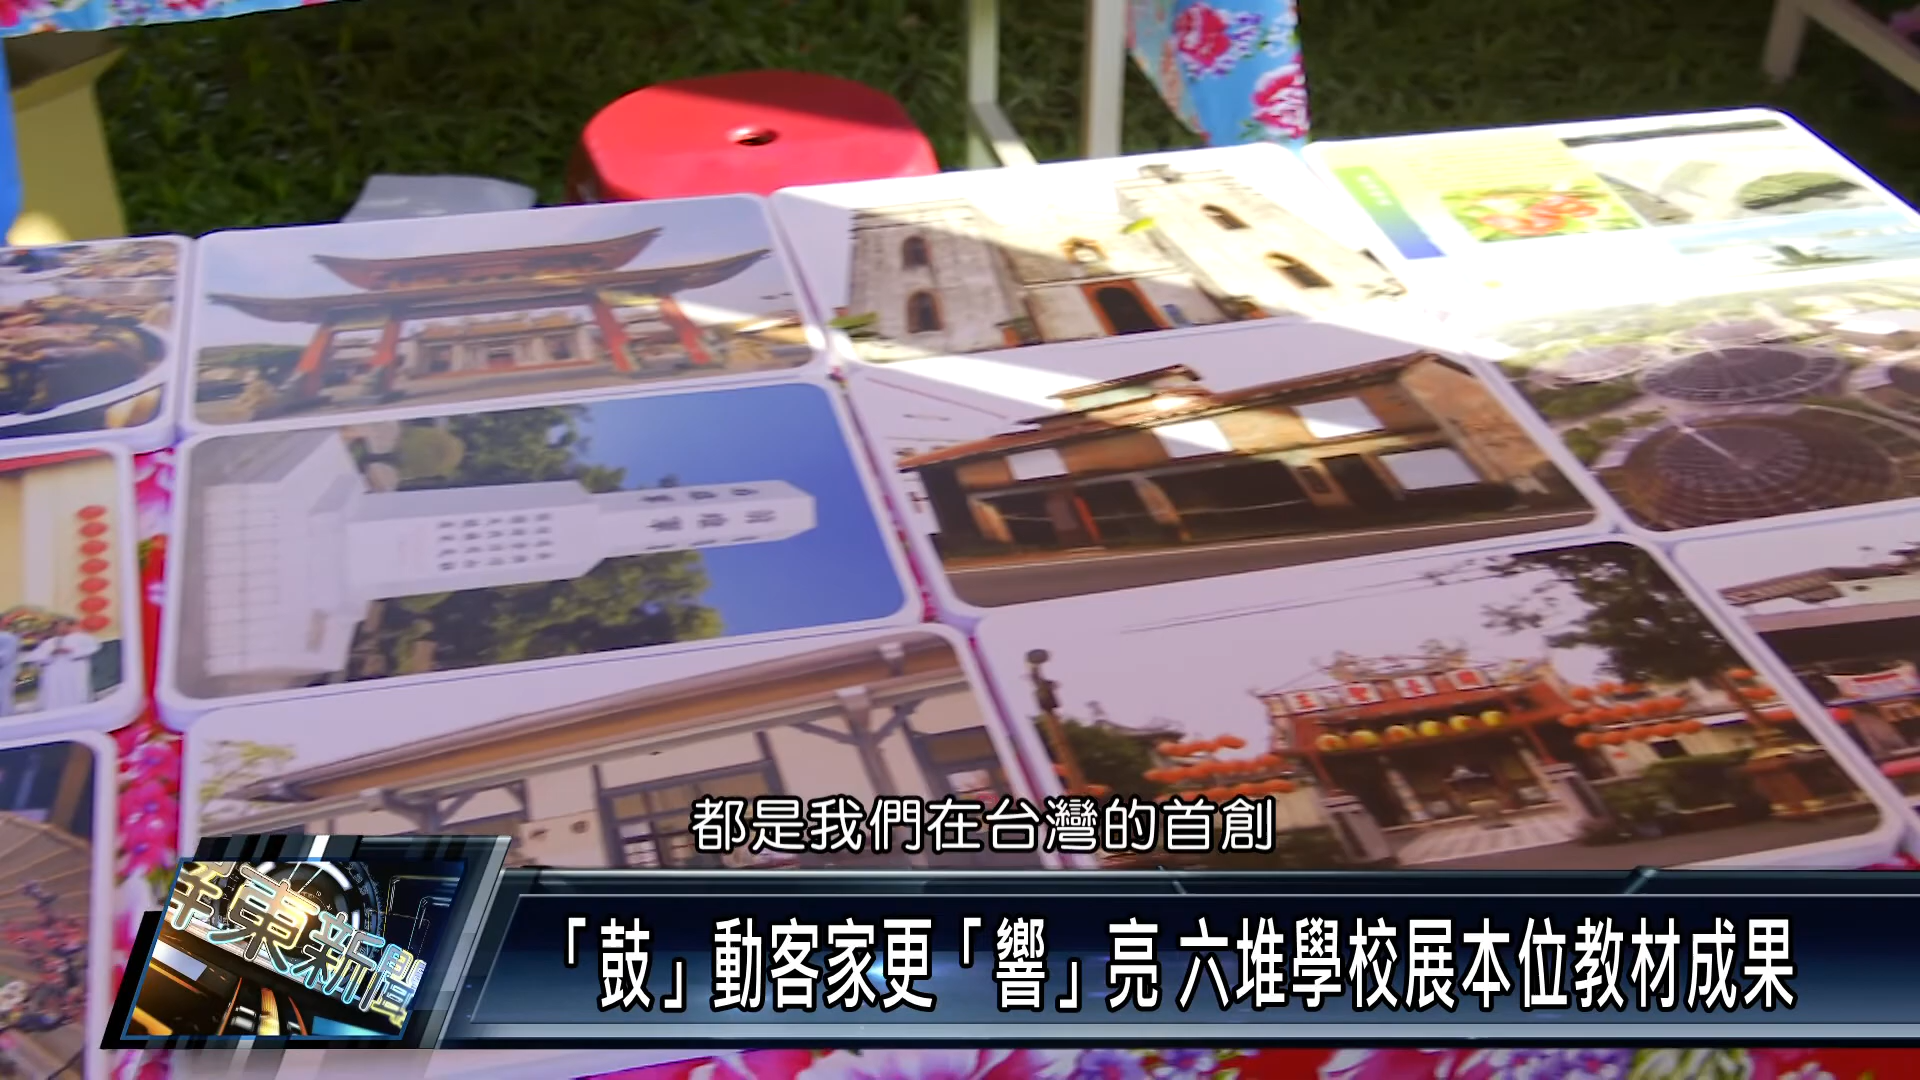 都是我們在台灣的首創
「鼓」動客家更「響」亮 六堆學校展本位教材成果
東新聞